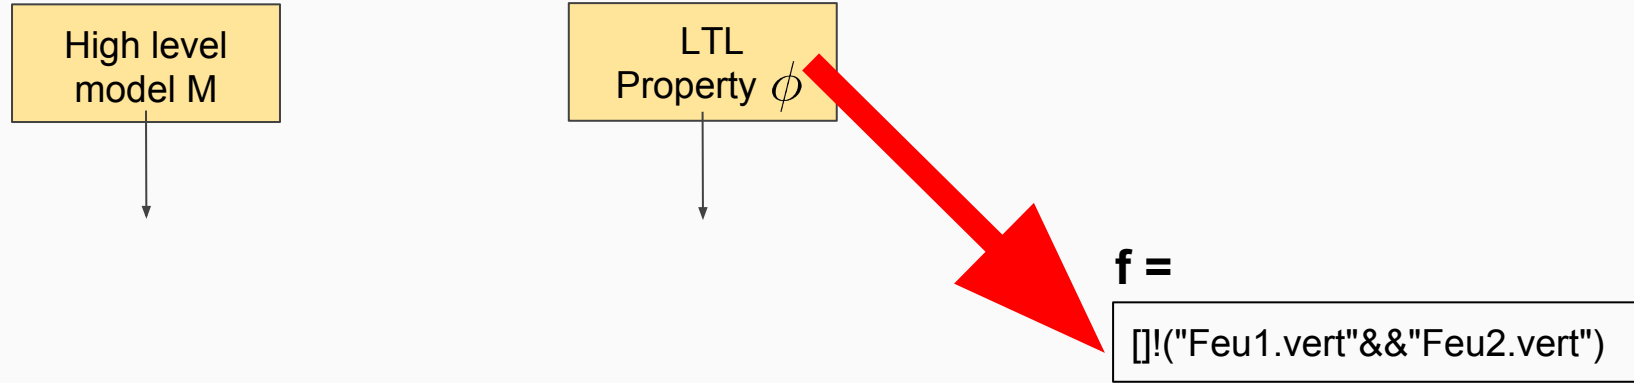 High level
model M
LTL
Property ϕ
f =
[]!("Feu1.vert"&&"Feu2.vert")